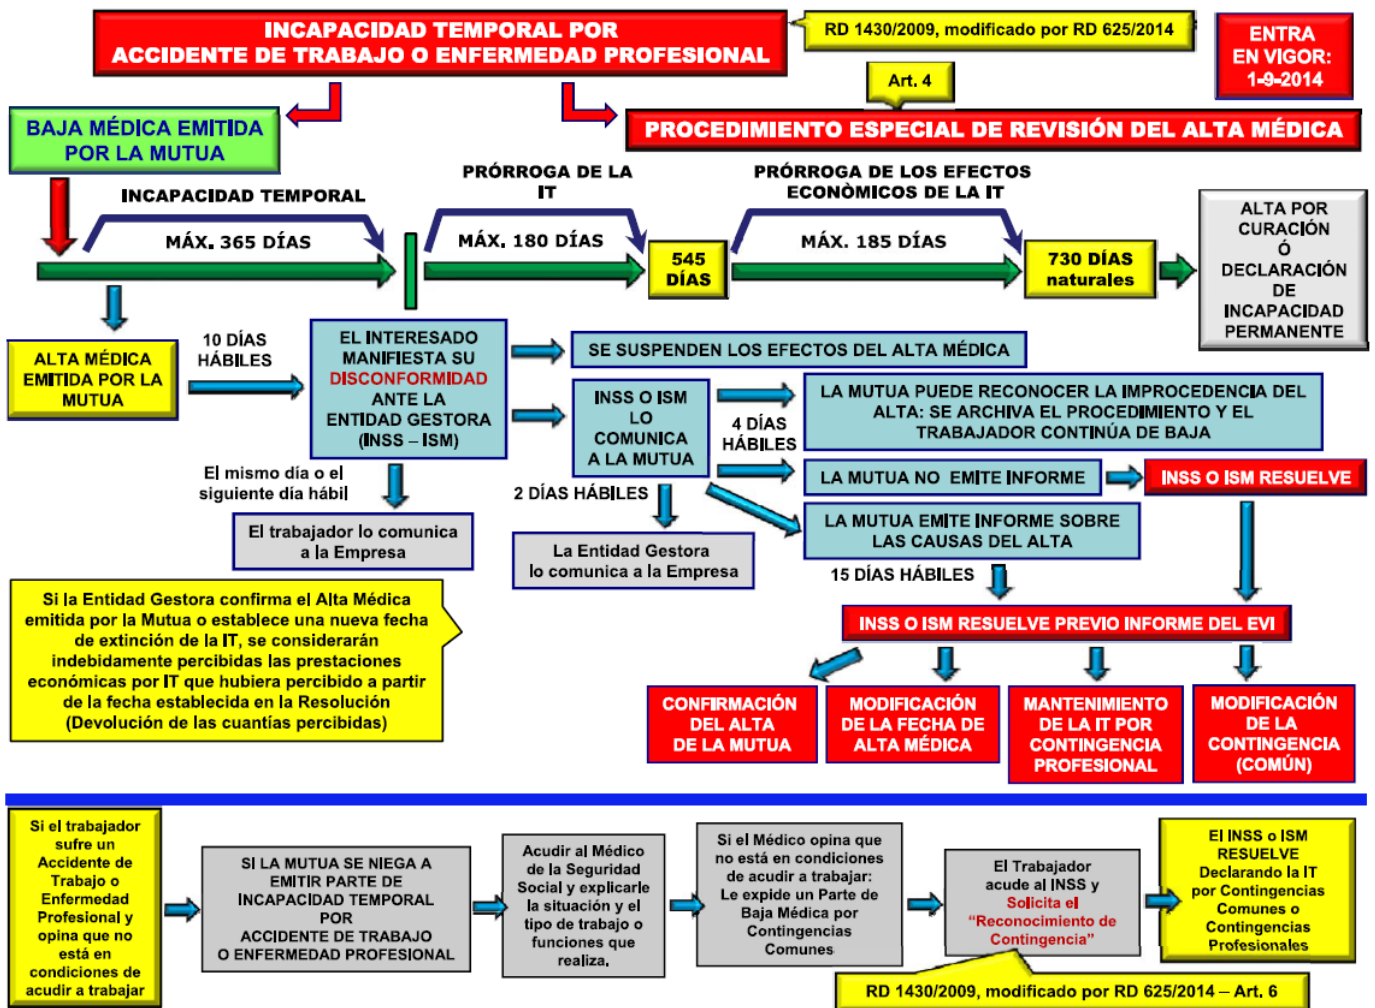 INCAPACIDAD TEMPORAL POR
ACCIDENTE DE TRABAJO O ENFERMEDAD PROFESIONAL
RD 1430/2009, modificado por RD 625/2014
ENTRA
EN VIGOR:
1-9-2014
Art. 4
BAJA MÉDICA EMITIDA
POR LA MUTUA
PROCEDIMIENTO ESPECIAL DE REVISIÓN DEL ALTA MÉDICA
INCAPACIDAD TEMPORAL
MÁX. 365 DÍAS
PRÓRROGA DE LA
IT
MÁX. 180 DÍAS
545
DÍAS
PRÓRROGA DE LOS EFECTOS
ECONÒMICOS DE LA IT
MÁX. 185 DÍAS
730 DÍAS
naturales
ALTA POR
CURACIÓN
Ó
DECLARACIÓN
DE
INCAPACIDAD
PERMANENTE
ALTA MÉDICA
EMITIDA POR LA
MUTUA
10 DÍAS
HÁBILES
EL INTERESADO
MANIFIESTA SU
DISCONFORMIDAD
ANTE LA
ENTIDAD GESTORA
(INSS – ISM)
SE SUSPENDEN LOS EFECTOS DEL ALTA MÉDICA
INSS O ISM
LO
COMUNICA
A LA MUTUA
4 DÍAS
HÁBILES
LA MUTUA PUEDE RECONOCER LA IMPROCEDENCIA DEL
ALTA: SE ARCHIVA EL PROCEDIMIENTO Y EL
TRABAJADOR CONTINÚA DE BAJA
LA MUTUA NO EMITE INFORME
INSS O ISM RESUELVE
LA MUTUA EMITE INFORME SOBRE
LAS CAUSAS DEL ALTA
El mismo día o el
siguiente día hábil
El trabajador lo comunica
a la Empresa
2 DÍAS HÁBILES
La Entidad Gestora
lo comunica a la Empresa
15 DÍAS HÁBILES
INSS O ISM RESUELVE PREVIO INFORME DEL EVI
Si la Entidad Gestora confirma el Alta Médica
emitida por la Mutua o establece una nueva fecha
de extinción de la IT, se considerarán
indebidamente percibidas las prestaciones
económicas por IT que hubiera percibido a partir
de la fecha establecida en la Resolución
(Devolución de las cuantías percibidas)
CONFIRMACIÓN
DEL ALTA
DE LA MUTUA
MODIFICACIÓN
DE LA FECHA DE
ALTA MÉDICA
MANTENIMIENTO
DE LA IT POR
CONTINGENCIA
PROFESIONAL
MODIFICACIÓN
DE LA
CONTINGENCIA
(COMÚN)
Si el trabajador
sufre un
Accidente de
Trabajo o
Enfermedad
Profesional y
opina que no
está en
condiciones de
acudir a trabajar
SI LA MUTUA SE NIEGA A
EMITIR PARTE DE
INCAPACIDAD TEMPORAL
POR
ACCIDENTE DE TRABAJO
O ENFERMEDAD PROFESIONAL
Acudir al Médico
de la Seguridad
Social y explicarle
la situación y el
tipo de trabajo o
funciones que
realiza.
Si el Médico opina que
no está en condiciones
de acudir a trabajar:
Le expide un Parte de
Baja Médica por
Contingencias
Comunes
El Trabajador
acude al INSS y
Solicita el
“Reconocimiento de
Contingencia”
El INSS o ISM
RESUELVE
Declarando la IT
por Contingencias
Comunes o
Contingencias
Profesionales
RD 1430/2009, modificado por RD 625/2014 – Art. 6